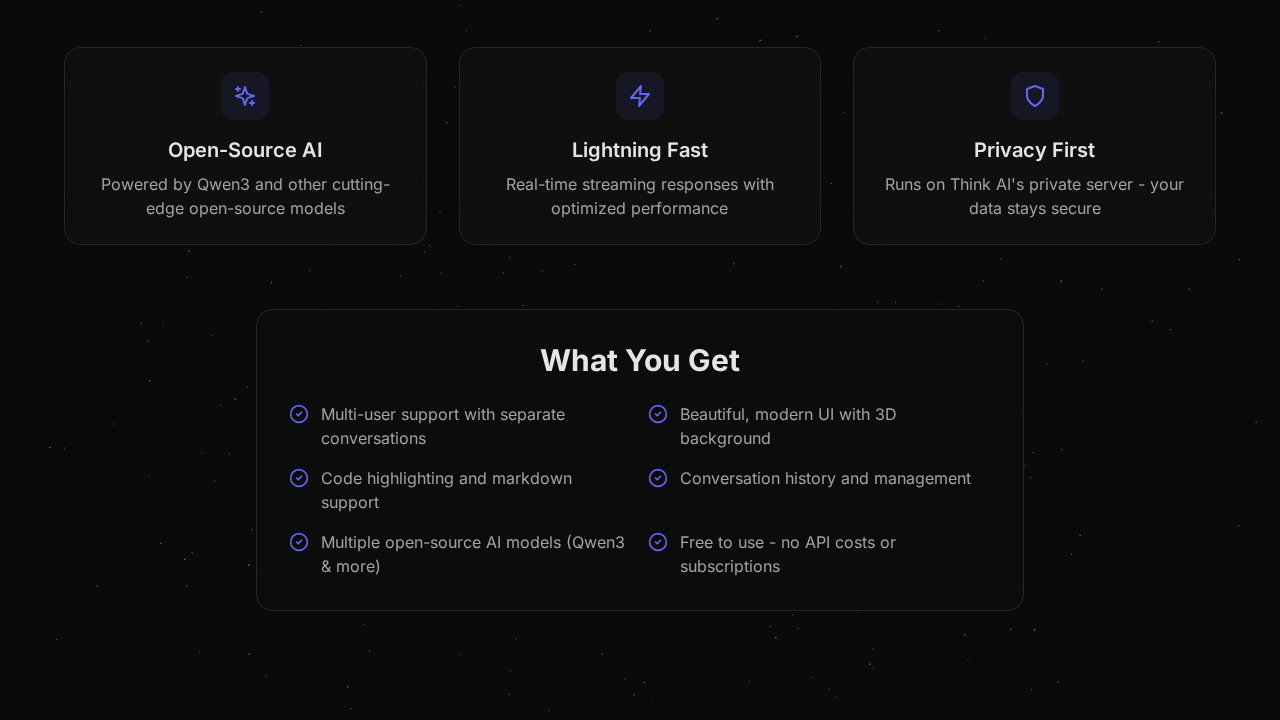 Open-Source AI
Powered by Qwen3 and other cutting-
edge open-source models
Lightning Fast
Real-time streaming responses with
optimized performance
Privacy First
Runs on Think AI's private server - your
data stays secure
What You Get
Multi-user support with separate
conversations
Beautiful, modern UI with 3D
background
Code highlighting and markdown
support
Conversation history and management
Multiple open-source AI models (Qwen3
& more)
Free to use - no API costs or
subscriptions